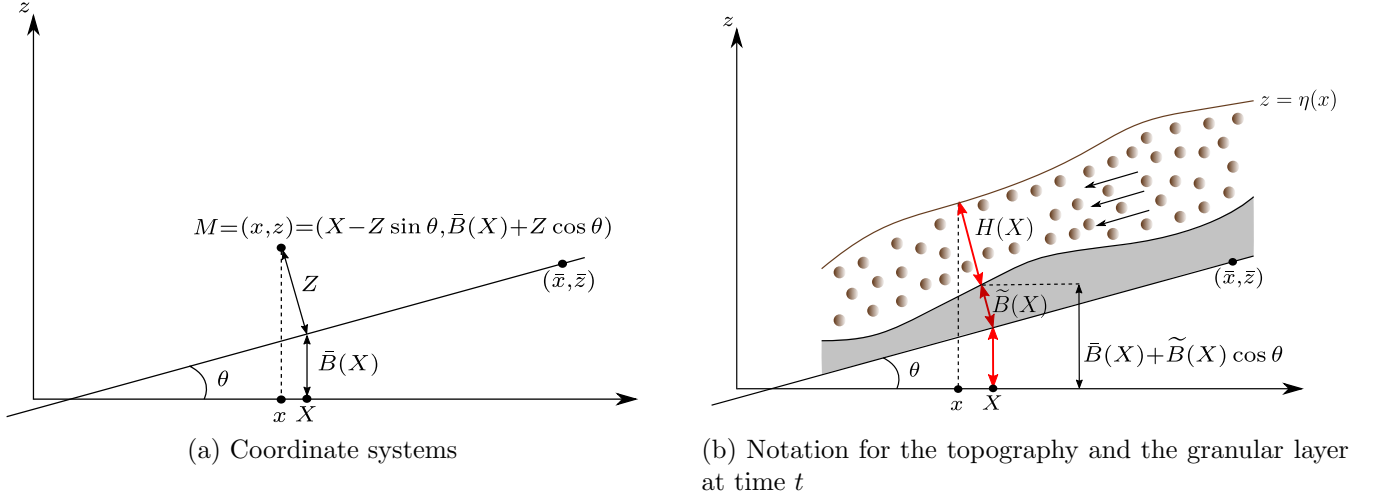 z
M=(x,z)=(X−Z sin θ,B̄(X)+Z cos θ)
Z
(x̄,z̄)
B̄(X)
θ
x
X
(a) Coordinate systems
z
z = η(x)
H(X)
B̃(X)
(x̄,z̄)
B̄(X)+B̃(X) cos θ
θ
x
X
(b) Notation for the topography and the granular layer
at time t